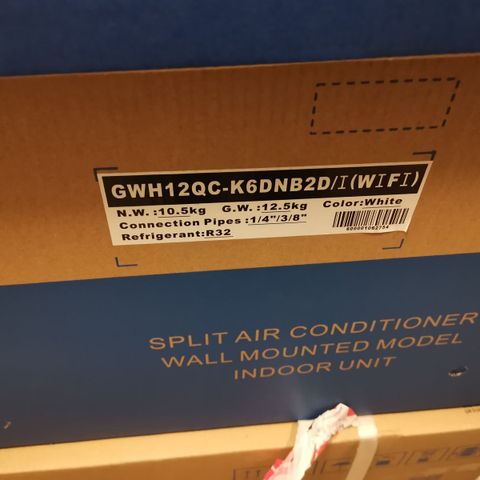 GWH12QC-K6DNB2D/I(WIFI)
N.W.:10.5kg G.W.:12.5kg Color:White
Connection Pipes:1/4"/3/8"
Refrigerant:R32
600001062754
SPLIT AIR CONDITIONER
WALL MOUNTED MODEL
INDOOR UNIT